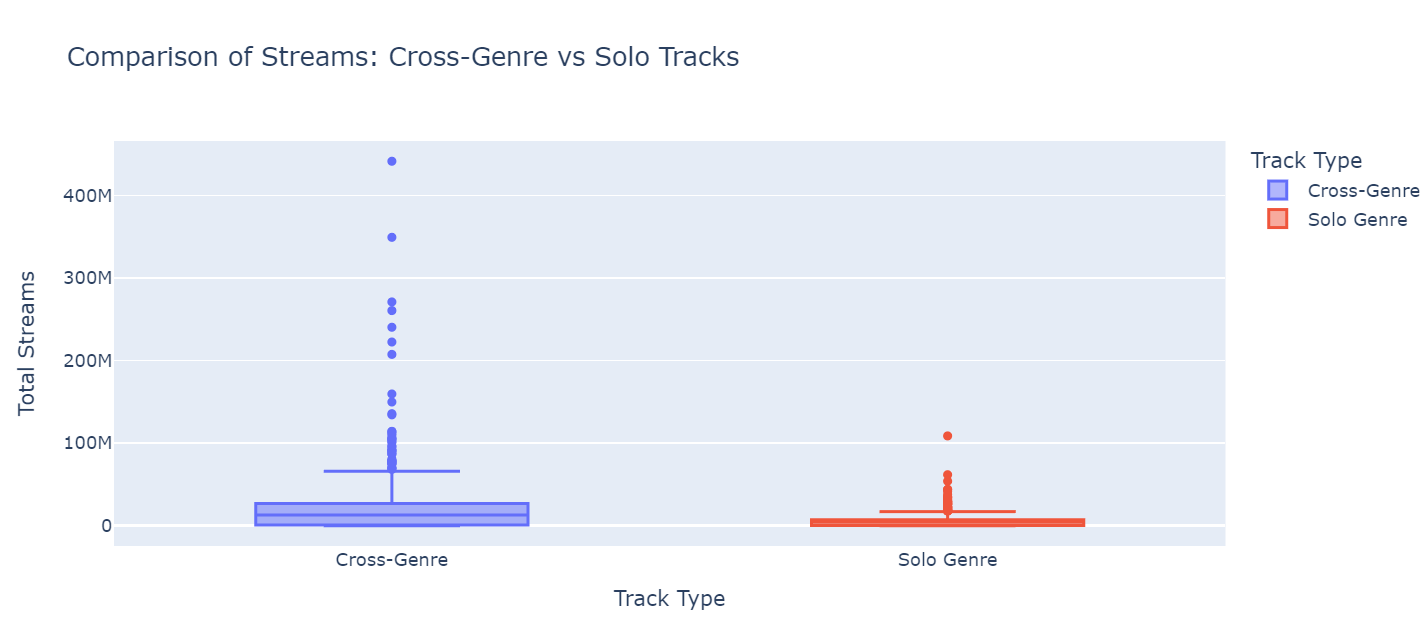 Comparison of Streams: Cross-Genre vs Solo Tracks
Track Type
Cross-Genre
Solo Genre
Total Streams
400M
300M
200M
100M
0
Cross-Genre
Solo Genre
Track Type